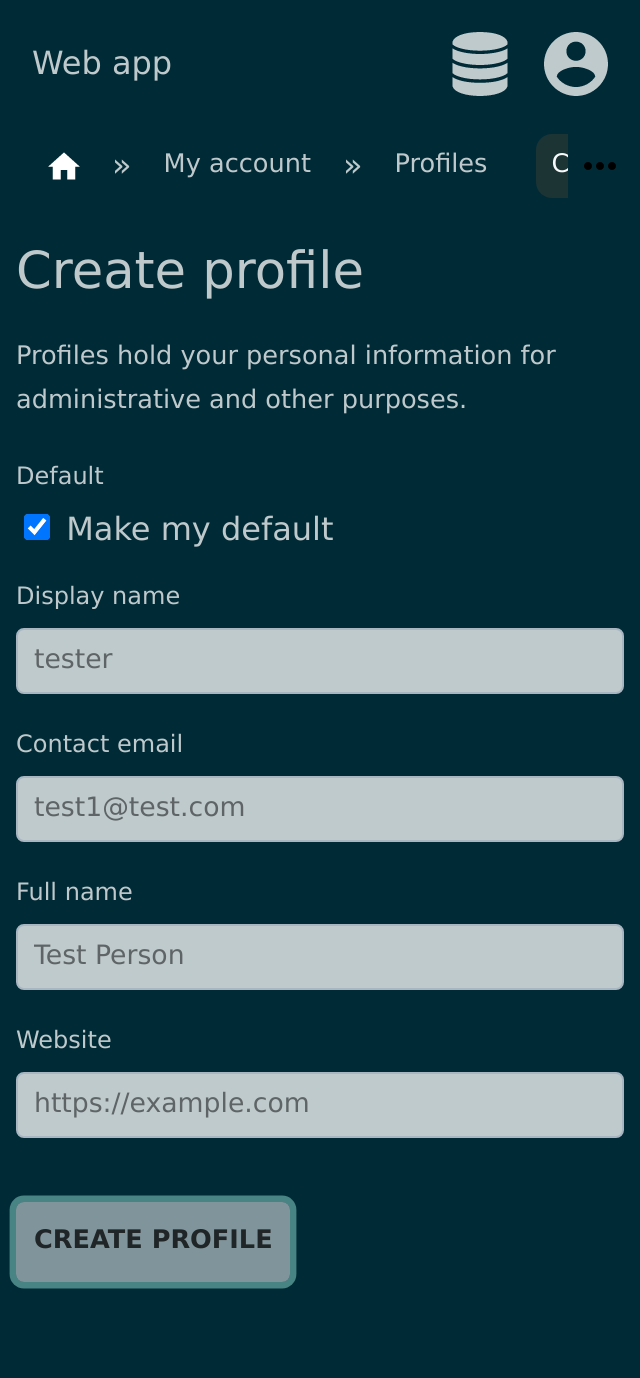 Web app
» My account » Profiles C
Create profile
Profiles hold your personal information for
administrative and other purposes.
Default
Make my default
Display name
tester
Contact email
test1@test.com
Full name
Test Person
Website
https://example.com
CREATE PROFILE